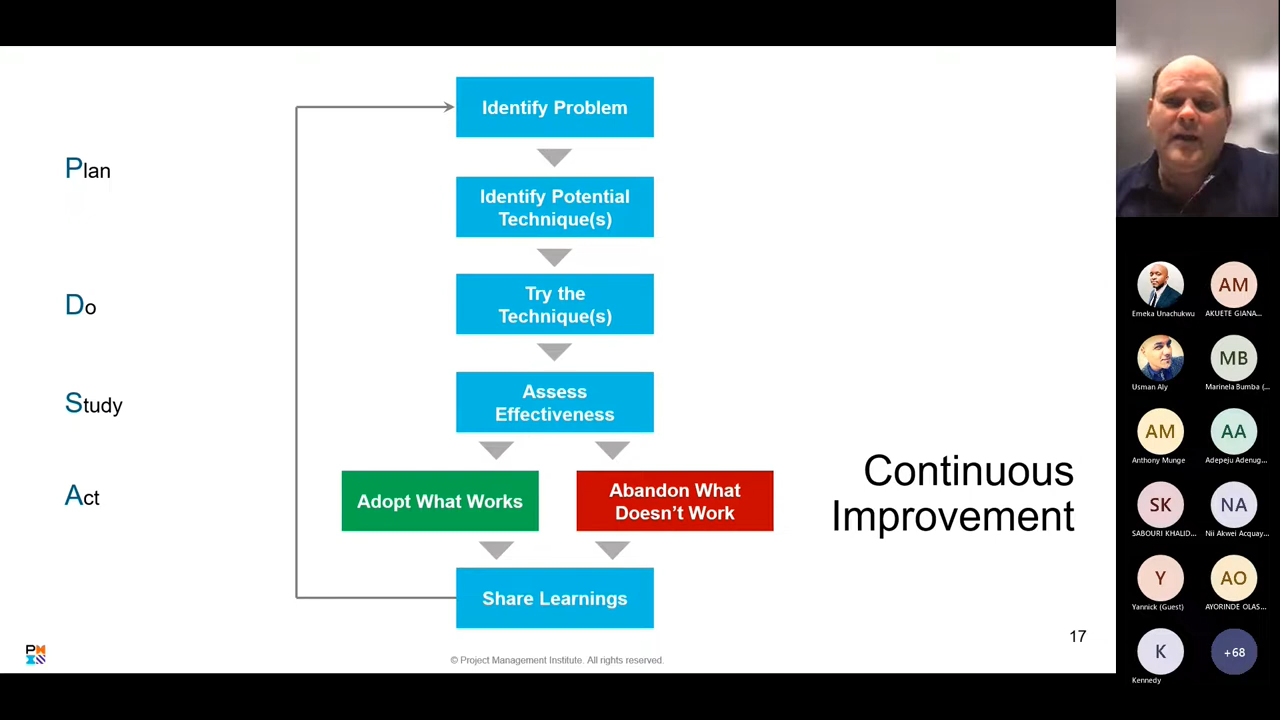 Identify Problem
Plan
Identify Potential
Technique(s)
Do
Try the
Technique(s)
Study
Assess
Effectiveness
Act
Adopt What Works
Abandon What
Doesn't Work
Continuous
Improvement
Share Learnings
17
© Project Management Institute. All rights reserved.
Emeka Unachukwu
AM
AKUETE GIANA...
Usman Aly
MB
Marinela Bumba (...
AM
Anthony Munge
AA
Adepeju Adenug...
SK
SABOURI KHALID...
NA
Nii Akwei Acquay...
Y
Yannick (Guest)
AO
AYORINDE OLAS...
K
Kennedy
+68